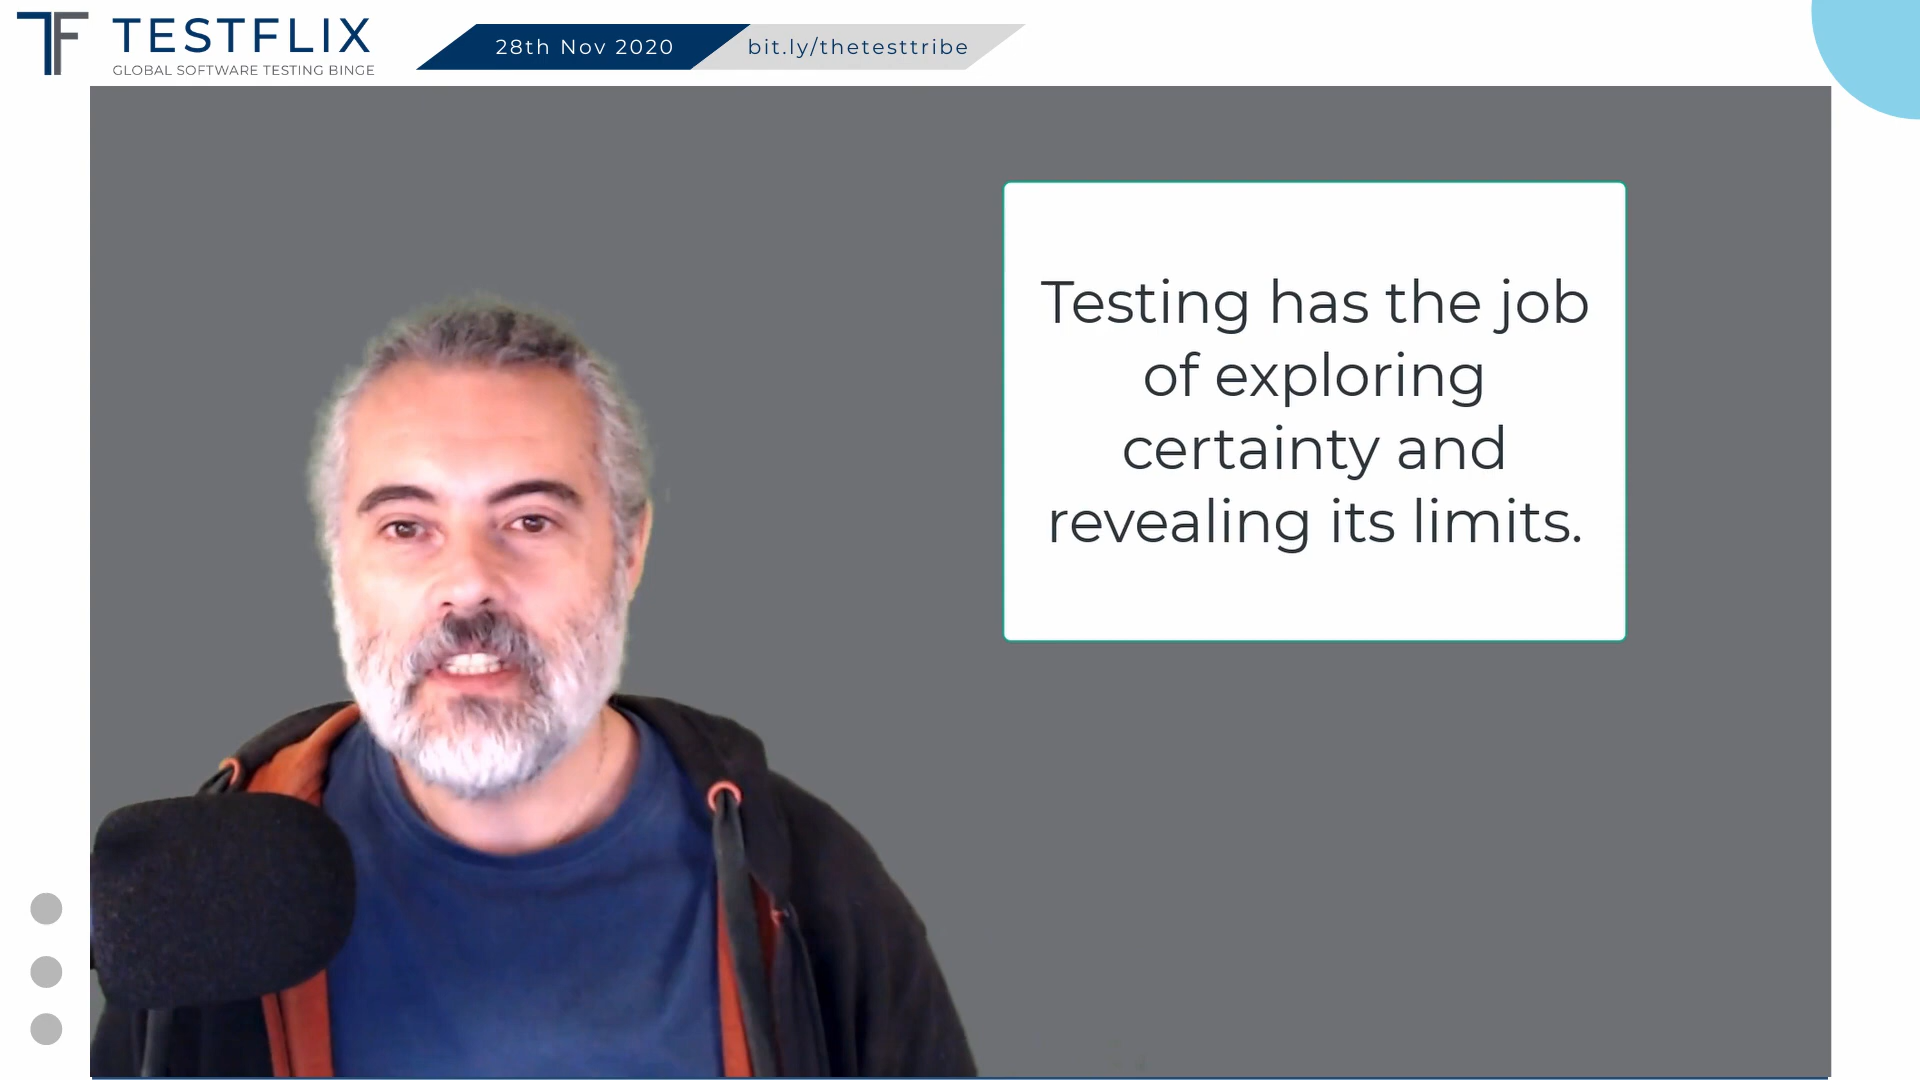 TF TESTFLIX
GLOBAL SOFTWARE TESTING BINGE
28th Nov 2020
bit.ly/thetesttribe
Testing has the job
of exploring
certainty and
revealing its limits.